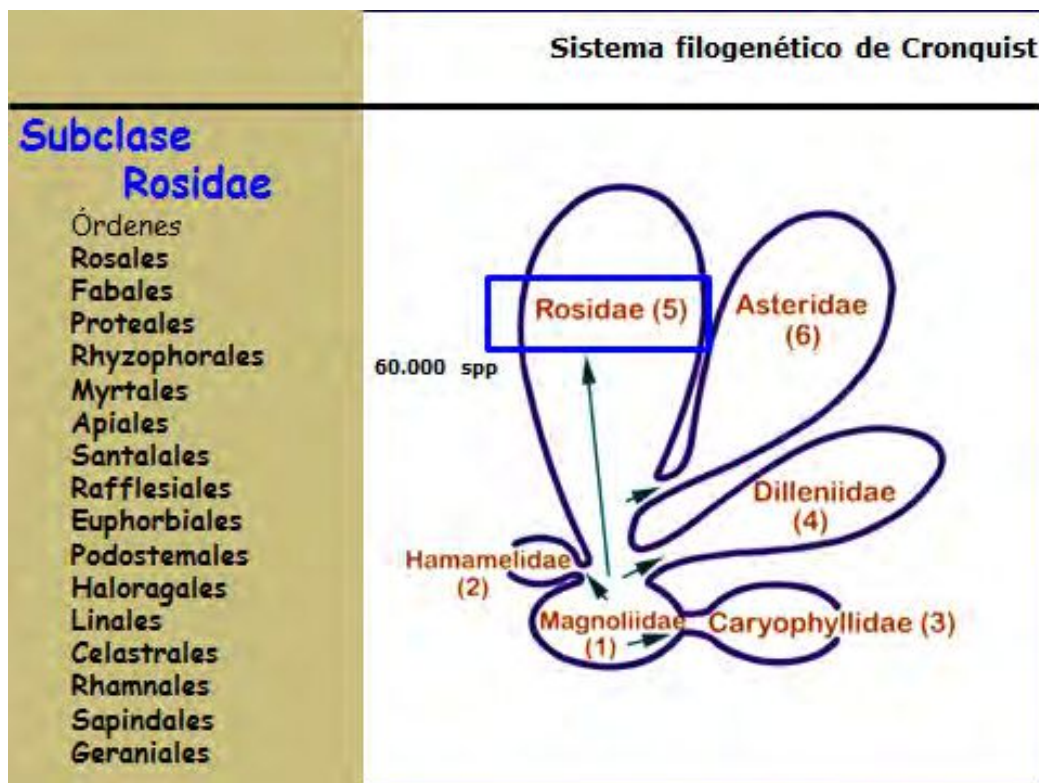 Sistema filogenético de Cronquist
Subclase
Rosidae
Órdenes
Rosales
Fabales
Proteales
Rhyzophorales
Myrtales
Apiales
Santalales
Rafflesiales
Euphorbiales
Podostemales
Haloragales
Linales
Celastrales
Rhamnales
Sapindales
Geraniales
Rosidae (5)
Asteridae
(6)
60.000 spp
Dilleniidae
(4)
Hamamelidae
(2)
Magnoliidae
(1)
Caryophyllidae (3)